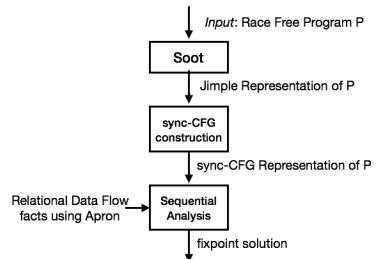 Input: Race Free Program P
Soot
Jimple Representation of P
sync-CFG
construction
sync-CFG Representation of P
Relational Data Flow
facts using Apron
Sequential
Analysis
fixpoint solution